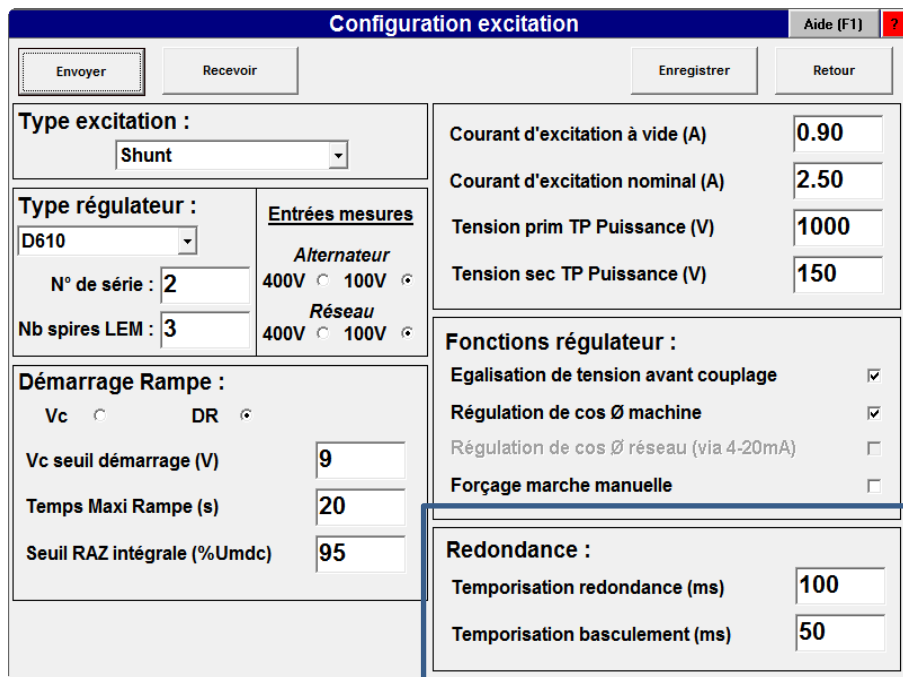 Configuration excitation
Aide (F1)
?
Envoyer
Recevoir
Enregistrer
Retour
Type excitation :
Shunt
Type régulateur :
D610
N° de série : 2
Nb spires LEM : 3
Entrées mesures
Alternateur
400V 100V
Réseau
400V 100V
Démarrage Rampe :
Vc DR
Vc seuil démarrage (V) 9
Temps Maxi Rampe (s) 20
Seuil RAZ intégrale (%Umdc) 95
Courant d'excitation à vide (A) 0.90
Courant d'excitation nominal (A) 2.50
Tension prim TP Puissance (V) 1000
Tension sec TP Puissance (V) 150
Fonctions régulateur :
Egalisation de tension avant couplage
Régulation de cos Ø machine
Régulation de cos Ø réseau (via 4-20mA)
Forçage marche manuelle
Redondance :
Temporisation redondance (ms) 100
Temporisation basculement (ms) 50